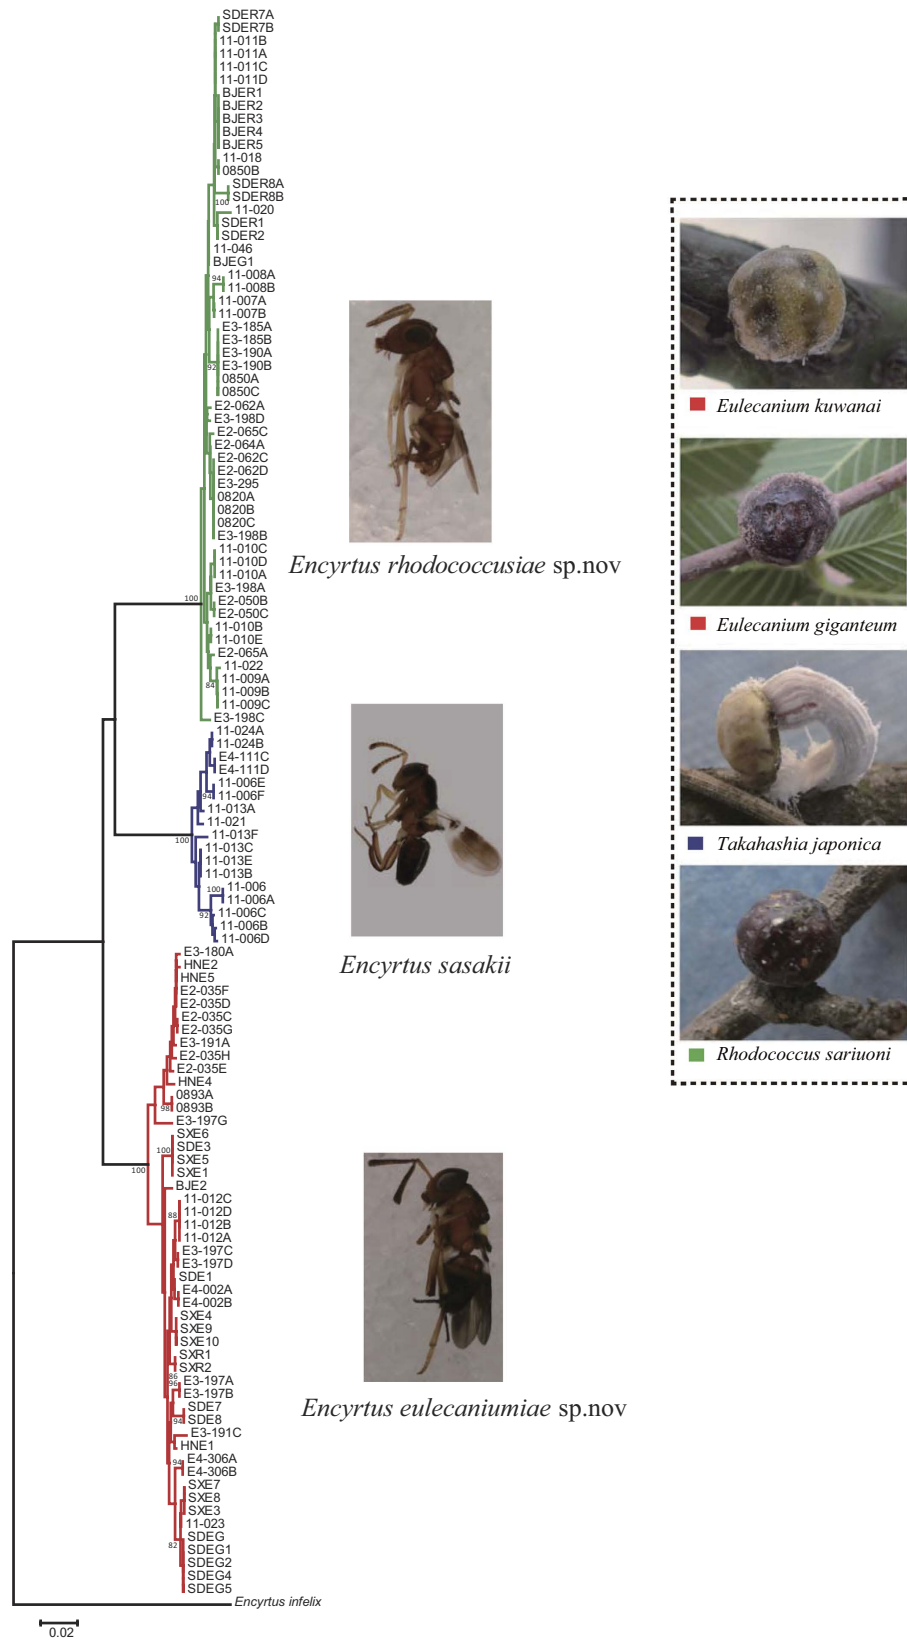 SDER7A
SDER7B
11-011B
11-011A
11-011C
11-011D
BJER1
BJER2
BJER3
BJER4
BJER5
11-018
0850B
SDER8A
SDER8B
100
11-020
SDER1
SDER2
11-046
BJEG1
94
11-008A
11-008B
11-007A
11-007B
E3-185A
E3-185B
E3-190A
E3-190B
92
0850A
0850C
E2-062A
E3-198D
E2-065C
E2-064A
E2-062C
E2-062D
E3-295
0820A
0820B
0820C
E3-198B
11-010C
11-010D
11-010A
E3-198A
E2-050B
100
E2-050C
11-010B
11-010E
E2-065A
11-022
11-009A
84
11-009B
11-009C
E3-198C
11-024A
11-024B
E4-111C
E4-111D
11-006E
94
11-006F
11-013A
11-021
11-013F
100
11-013C
11-013E
11-013B
100
11-006
11-006A
11-006C
92
11-006B
11-006D
E3-180A
HNE2
HNE5
E2-035F
E2-035D
E2-035C
E2-035G
E3-191A
E2-035H
E2-035E
HNE4
0893A
98
0893B
E3-197G
SXE6
100
SDE3
SXE5
100
SXE1
BJE2
11-012C
88
11-012D
11-012B
11-012A
E3-197C
E3-197D
SDE1
E4-002A
E4-002B
SXE4
SXE9
SXE10
SXR1
SXR2
86
96
E3-197A
E3-197B
SDE7
94
SDE8
E3-191C
HNE1
94
E4-306A
E4-306B
SXE7
SXE8
SXE3
11-023
SDEG
82
SDEG1
SDEG2
SDEG4
SDEG5
Encyrtus infelix
0.02
Encyrtus rhodococcusiae sp.nov
Encyrtus sasakii
Encyrtus eulecaniumiae sp.nov
Eulecanium kuwanai
Eulecanium giganteum
Takahashia japonica
Rhodococcus sariuoni